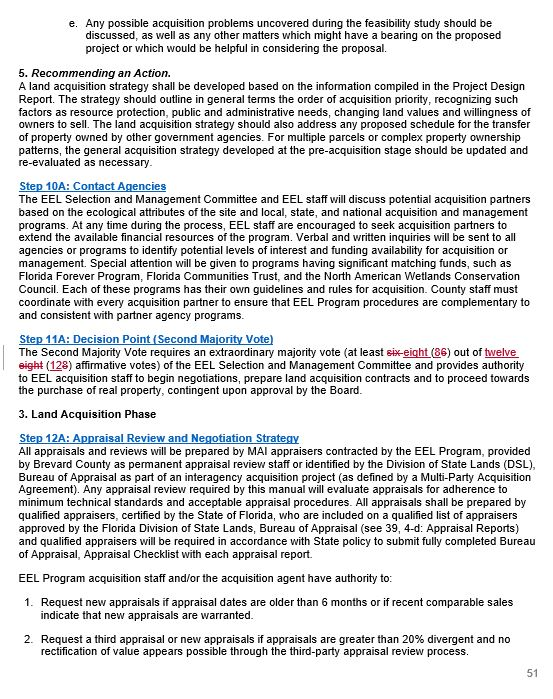 e. Any possible acquisition problems uncovered during the feasibility study should be
discussed, as well as any other matters which might have a bearing on the proposed
project or which would be helpful in considering the proposal.
5. Recommending an Action.
A land acquisition strategy shall be developed based on the information compiled in the Project Design
Report. The strategy should outline in general terms the order of acquisition priority, recognizing such
factors as resource protection, public and administrative needs, changing land values and willingness of
owners to sell. The land acquisition strategy should also address any proposed schedule for the transfer
of property owned by other government agencies. For multiple parcels or complex property ownership
patterns, the general acquisition strategy developed at the pre-acquisition stage should be updated and
re-evaluated as necessary.
Step 10A: Contact Agencies
The EEL Selection and Management Committee and EEL staff will discuss potential acquisition partners
based on the ecological attributes of the site and local, state, and national acquisition and management
programs. At any time during the process, EEL staff are encouraged to seek acquisition partners to
extend the available financial resources of the program. Verbal and written inquiries will be sent to all
agencies or programs to identify potential levels of interest and funding availability for acquisition or
management. Special attention will be given to programs having significant matching funds, such as
Florida Forever Program, Florida Communities Trust, and the North American Wetlands Conservation
Council. Each of these programs has their own guidelines and rules for acquisition. County staff must
coordinate with every acquisition partner to ensure that EEL Program procedures are complementary to
and consistent with partner agency programs.
Step 11A: Decision Point (Second Majority Vote)
The Second Majority Vote requires an extraordinary majority vote (at least six eight (86) out of twelve
eight (128) affirmative votes) of the EEL Selection and Management Committee and provides authority
to EEL acquisition staff to begin negotiations, prepare land acquisition contracts and to proceed towards
the purchase of real property, contingent upon approval by the Board.
3. Land Acquisition Phase
Step 12A: Appraisal Review and Negotiation Strategy
All appraisals and reviews will be prepared by MAI appraisers contracted by the EEL Program, provided
by Brevard County as permanent appraisal review staff or identified by the Division of State Lands (DSL),
Bureau of Appraisal as part of an interagency acquisition project (as defined by a Multi-Party Acquisition
Agreement). Any appraisal review required by this manual will evaluate appraisals for adherence to
minimum technical standards and acceptable appraisal procedures. All appraisals shall be prepared by
qualified appraisers, certified by the State of Florida, who are included on a qualified list of appraisers
approved by the Florida Division of State Lands, Bureau of Appraisal (see 39, 4-d: Appraisal Reports)
and qualified appraisers will be required in accordance with State policy to submit fully completed Bureau
of Appraisal, Appraisal Checklist with each appraisal report.
EEL Program acquisition staff and/or the acquisition agent have authority to:
1. Request new appraisals if appraisal dates are older than 6 months or if recent comparable sales
indicate that new appraisals are warranted.
2. Request a third appraisal or new appraisals if appraisals are greater than 20% divergent and no
rectification of value appears possible through the third-party appraisal review process.
51